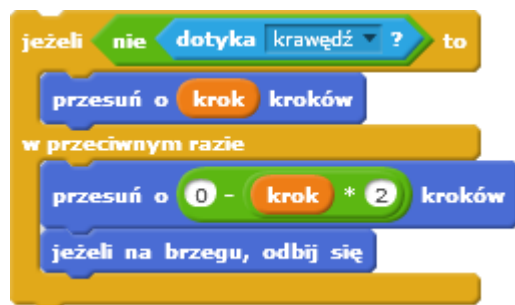 jeżeli nie dotyka krawędź ? to
przesuń o krok kroków
w przeciwnym razie
przesuń o 0 - krok * 2 kroków
jeżeli na brzegu, odbij się